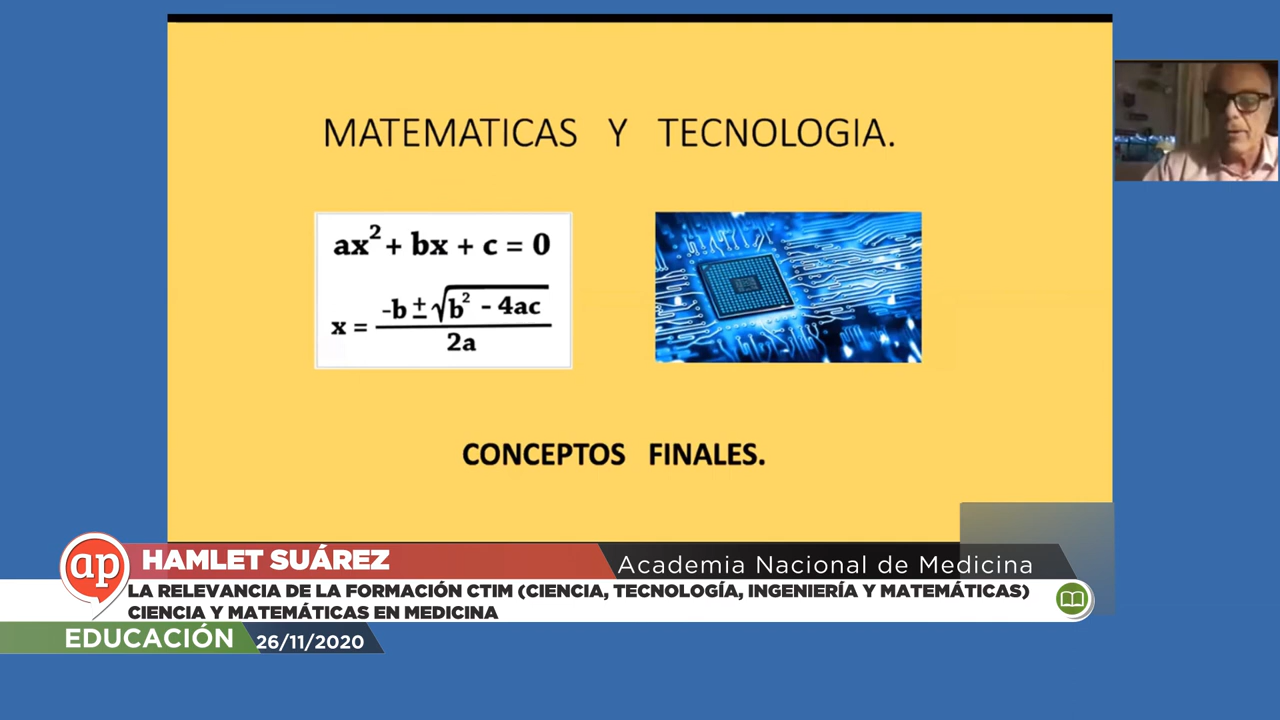 MATEMATICAS Y TECNOLOGIA.
ax² + bx + c = 0
x = -b ± √b² - 4ac
2a
CONCEPTOS FINALES.
ap
HAMLET SUÁREZ
Academia Nacional de Medicina
LA RELEVANCIA DE LA FORMACIÓN CTIM (CIENCIA, TECNOLOGÍA, INGENIERÍA Y MATEMÁTICAS)
CIENCIA Y MATEMÁTICAS EN MEDICINA
EDUCACIÓN
26/11/2020